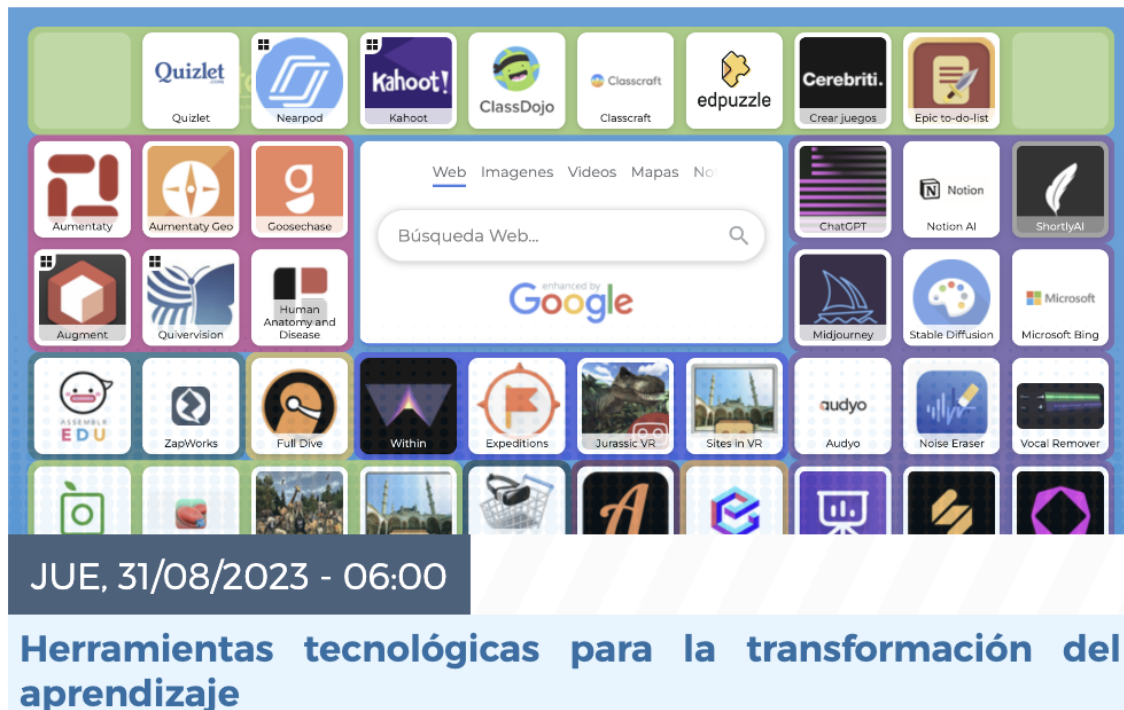 Quizlet
Quizlet
Nearpod
Kahoot!
Kahoot
ClassDojo
Classcraft
Classcraft
edpuzzle
Cerebriti.
Crear juegos
Epic to-do-list
Aumentaty
Aumentaty Geo
Goosechase
Web Imagenes Videos Mapas No
Búsqueda Web...
enhanced by
Google
ChatGPT
Notion
Notion AI
ShortlyAI
Augment
Quivervision
Human
Anatomy and
Disease
Midjourney
Stable Diffusion
Microsoft
Microsoft Bing
ASSEMBLR
EDU
ZapWorks
Full Dive
Within
Expeditions
Jurassic VR
Sites in VR
audyo
Audyo
Noise Eraser
Vocal Remover
JUE, 31/08/2023 - 06:00
Herramientas tecnológicas para la transformación del
aprendizaje